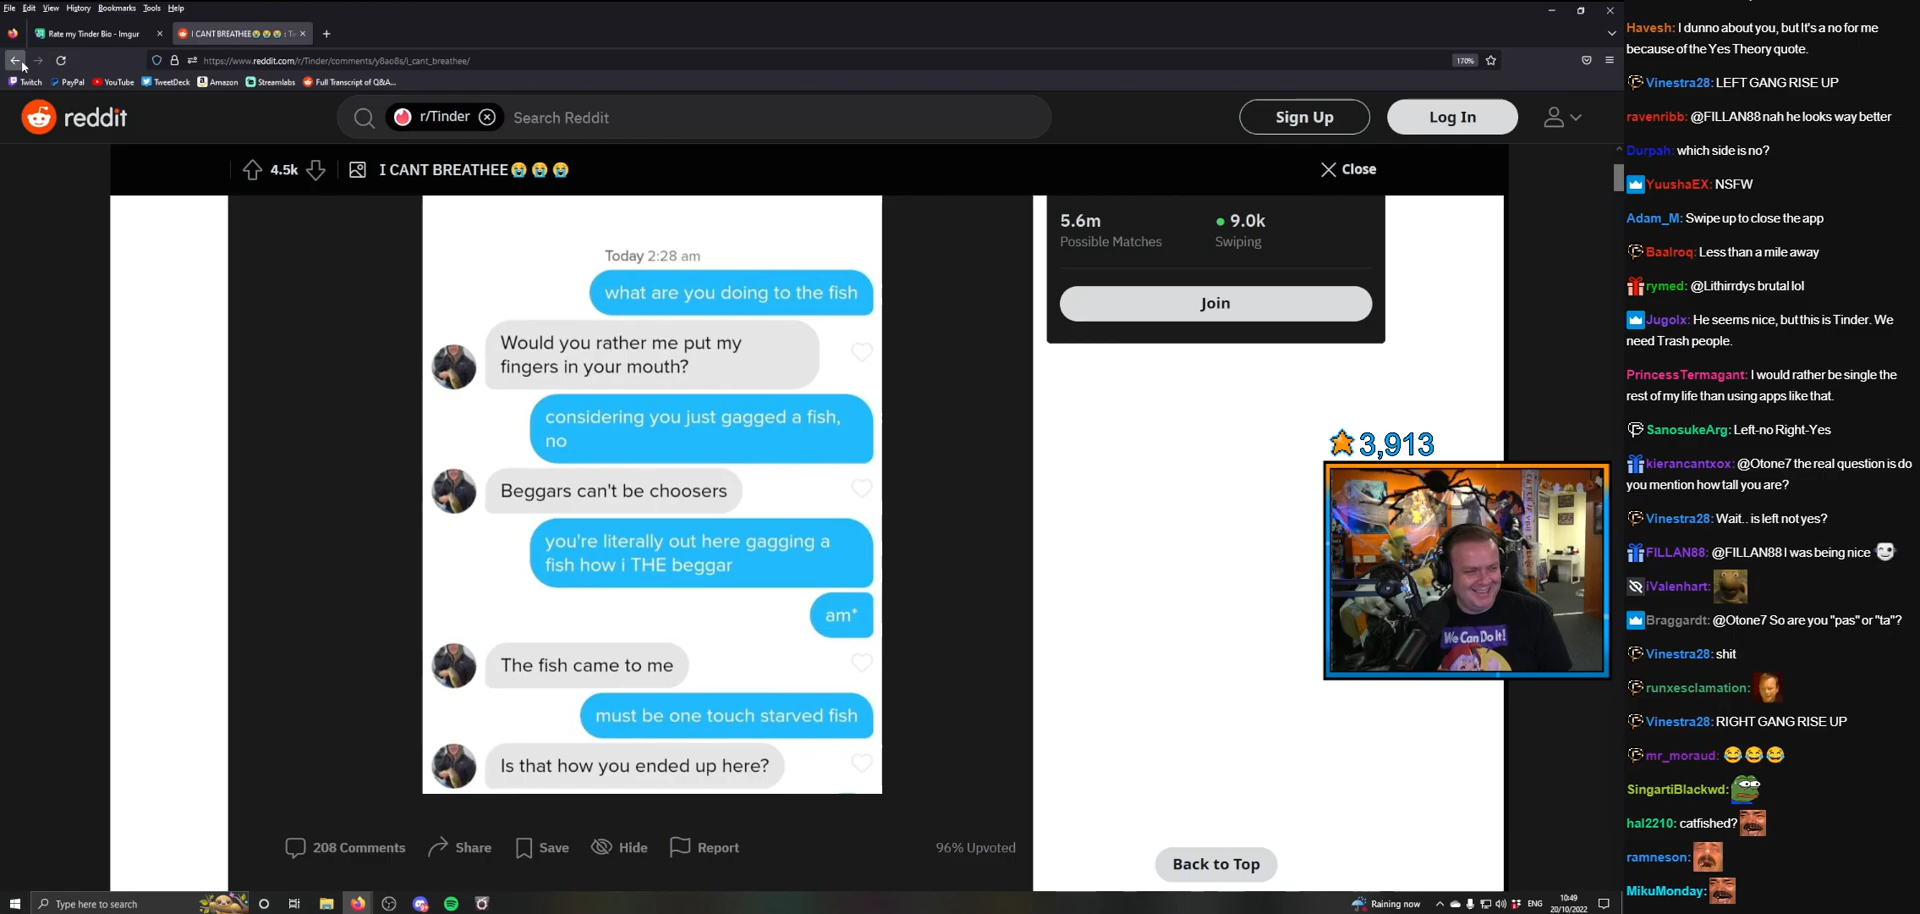 File Edit View History Bookmarks Tools Help
Rate my Tinder Bio - Imgur
I CANT BREATHEE😭😭😭 : Ti
https://www.reddit.com/r/Tinder/comments/y8ao8s/i_cant_breathee/
170%
Twitch PayPal YouTube TweetDeck Amazon Streamlabs Full Transcript of Q&A...
reddit
r/Tinder
Search Reddit
Sign Up
Log In
4.5k
I CANT BREATHEE😭😭😭
Close
Today 2:28 am
what are you doing to the fish
Would you rather me put my
fingers in your mouth?
considering you just gagged a fish,
no
Beggars can't be choosers
you're literally out here gagging a
fish how i THE beggar
am*
The fish came to me
must be one touch starved fish
Is that how you ended up here?
208 Comments
Share
Save
Hide
Report
96% Upvoted
5.6m
9.0k
Possible Matches
Swiping
Join
3,913
We Can Do It!
Back to Top
Havesh: I dunno about you, but It's a no for me
because of the Yes Theory quote.
Vinestra28: LEFT GANG RISE UP
ravenribb: @FILLAN88 nah he looks way better
Durpah: which side is no?
YuushaEX: NSFW
Adam_M: Swipe up to close the app
Baalroq: Less than a mile away
rymed: @Lithirrdys brutal lol
Jugolx: He seems nice, but this is Tinder. We
need Trash people.
PrincessTermagant: I would rather be single the
rest of my life than using apps like that.
SanosukeArg: Left-no Right-Yes
kierancantxox: @Otone7 the real question is do
you mention how tall you are?
Vinestra28: Wait.. is left not yes?
FILLAN88: @FILLAN88 I was being nice
iValenhart:
Braggardt: @Otone7 So are you "pas" or "ta"?
Vinestra28: shit
runxesclamation:
Vinestra28: RIGHT GANG RISE UP
mr_moraud: 😂😂😂
SingartiBlackwd:
hal2210: catfished?
ramneson:
MikuMonday:
Type here to search
Raining now
ENG
10:49
20/10/2022